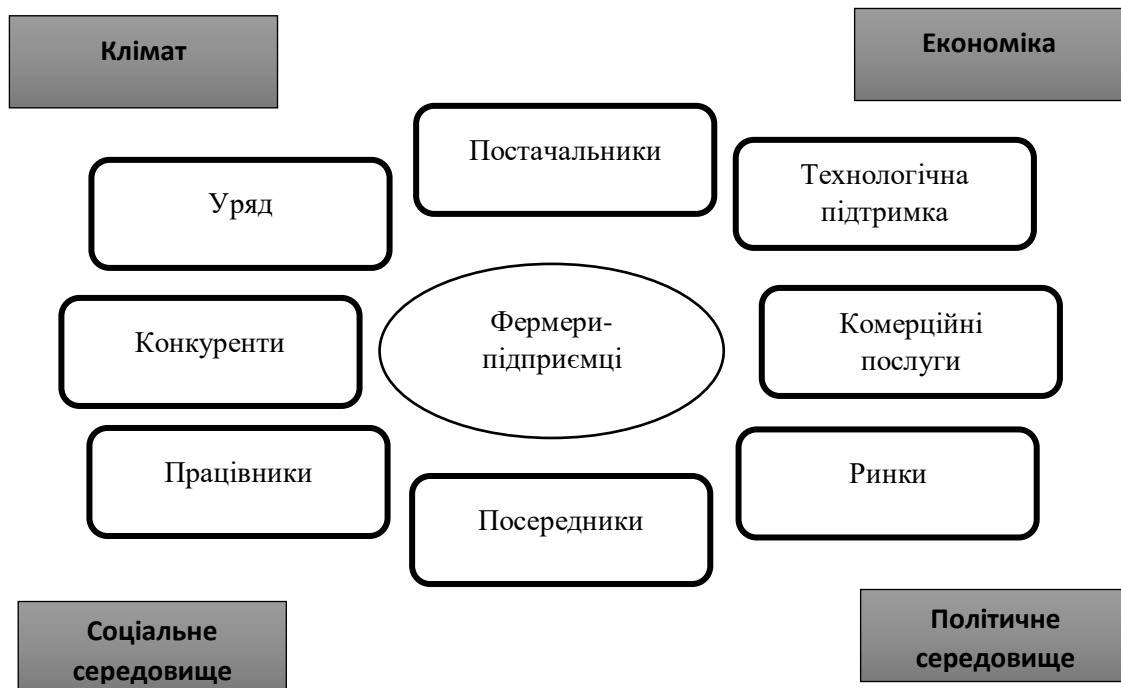 Клімат
Економіка
Постачальники
Технологічна
підтримка
Уряд
Фермери-
підприємці
Комерційні
послуги
Конкуренти
Працівники
Ринки
Посередники
Соціальне
середовище
Політичне
середовище